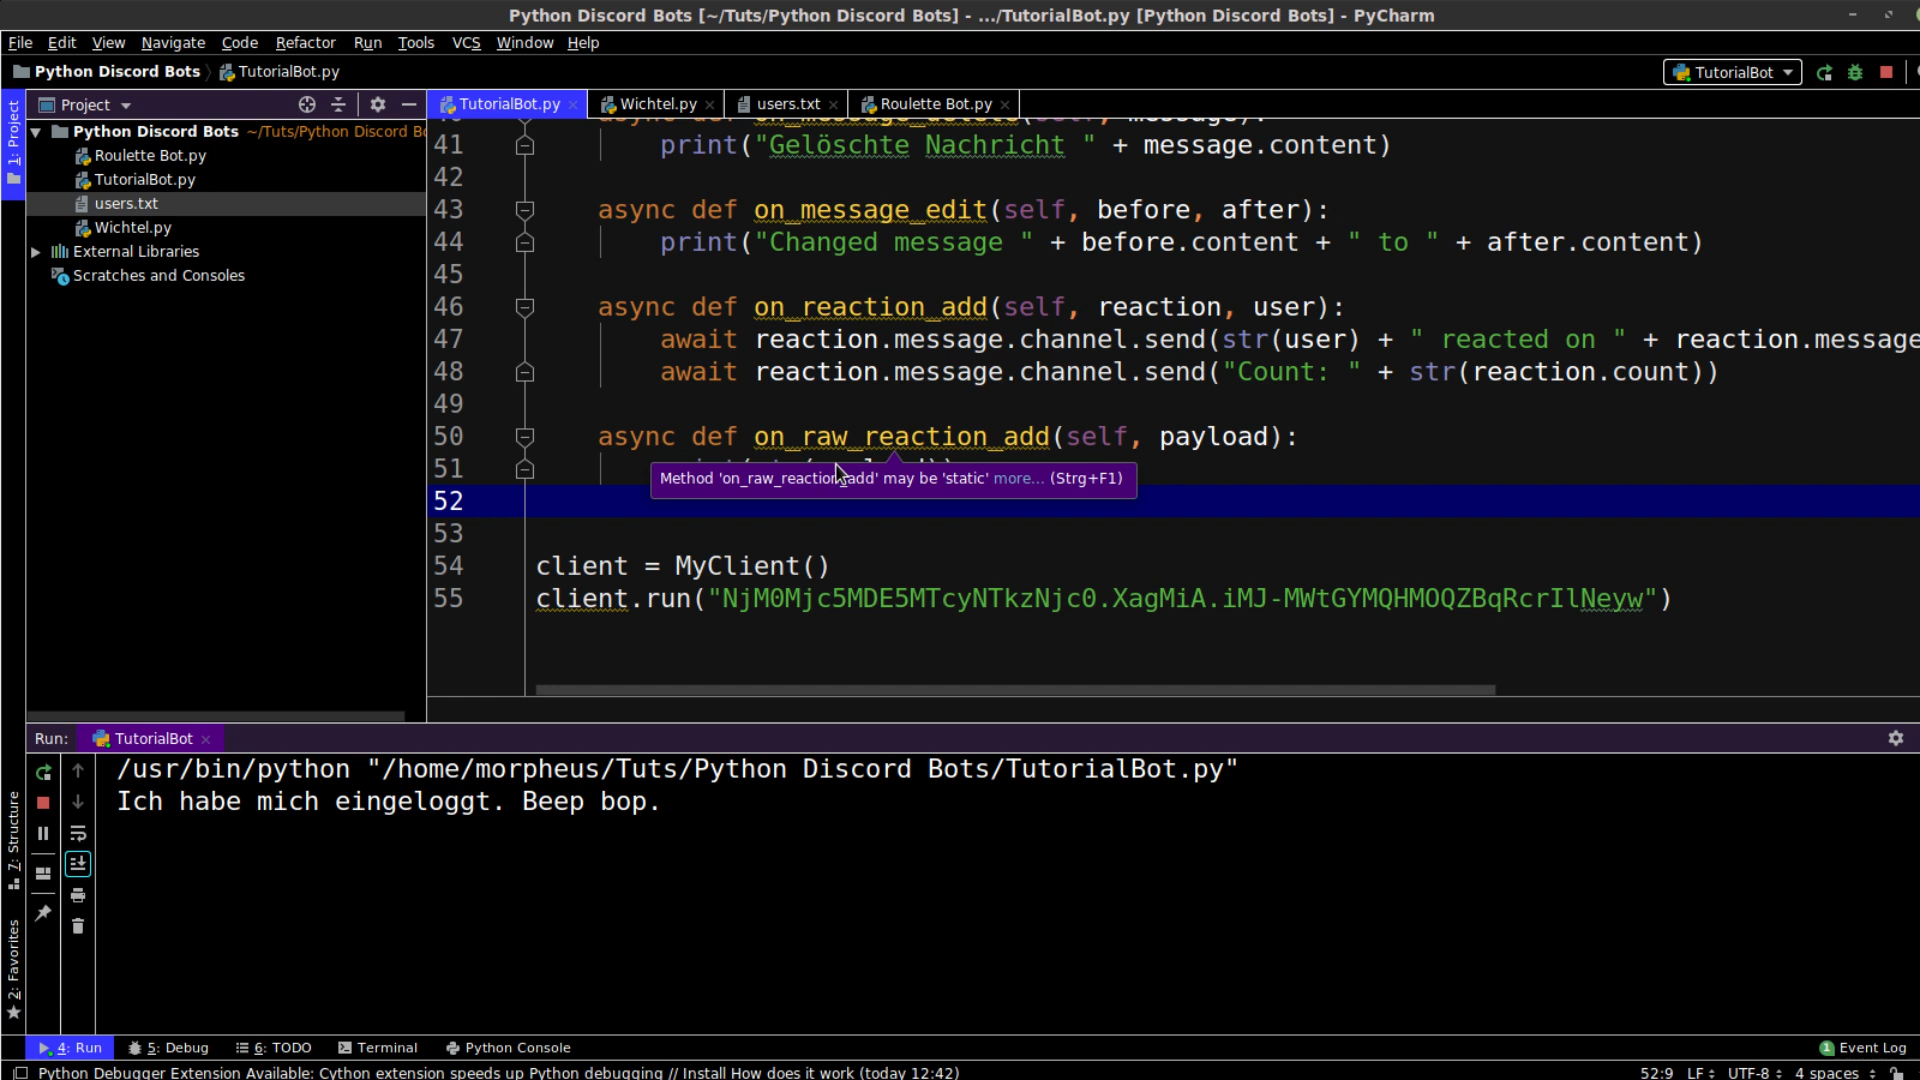 Python Discord Bots [~/Tuts/Python Discord Bots] - .../TutorialBot.py [Python Discord Bots] - PyCharm
File Edit View Navigate Code Refactor Run Tools VCS Window Help
Python Discord Bots TutorialBot.py TutorialBot
1: Project
Project
TutorialBot.py Wichtel.py users.txt Roulette Bot.py
Python Discord Bots ~/Tuts/Python Discord Bo
Roulette Bot.py
TutorialBot.py
users.txt
Wichtel.py
External Libraries
Scratches and Consoles
41 print("Gelöschte Nachricht " + message.content)
42
43 async def on_message_edit(self, before, after):
44 print("Changed message " + before.content + " to " + after.content)
45
46 async def on_reaction_add(self, reaction, user):
47 await reaction.message.channel.send(str(user) + " reacted on " + reaction.message
48 await reaction.message.channel.send("Count: " + str(reaction.count))
49
50 async def on_raw_reaction_add(self, payload):
51
Method 'on_raw_reaction_add' may be 'static' more... (Strg+F1)
52
53
54 client = MyClient()
55 client.run("NjM0Mjc5MDE5MTcyNTkzNjc0.XagMiA.iMJ-MWtGYMQHMOQZBqRcrIlNeyw")
Run: TutorialBot
/usr/bin/python "/home/morpheus/Tuts/Python Discord Bots/TutorialBot.py"
Ich habe mich eingeloggt. Beep bop.
7: Structure
2: Favorites
4: Run 5: Debug 6: TODO Terminal Python Console 1 Event Log
Python Debugger Extension Available: Cython extension speeds up Python debugging // Install How does it work (today 12:42) 52:9 LF UTF-8 4 spaces